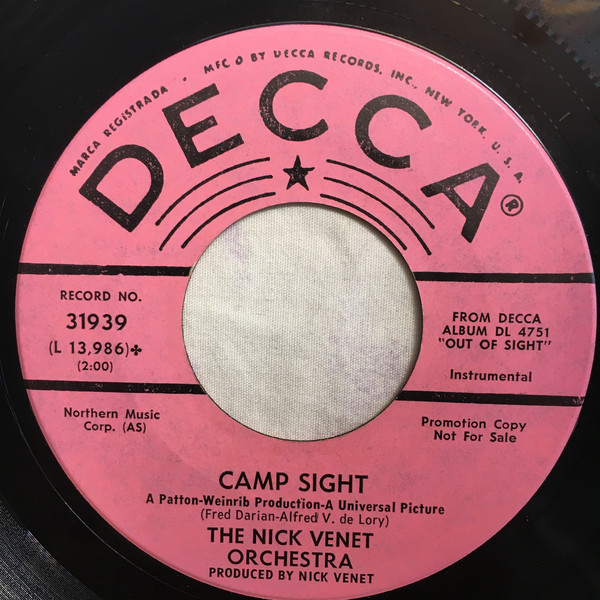 MARCA REGISTRADA • MFG'D BY DECCA RECORDS, INC., NEW YORK, U. S. A.
DECCA®
RECORD NO.
31939
(L 13,986)✤
(2:00)
FROM DECCA
ALBUM DL 4751
"OUT OF SIGHT"
Instrumental
Northern Music
Corp. (AS)
Promotion Copy
Not For Sale
CAMP SIGHT
A Patton-Weinrib Production-A Universal Picture
(Fred Darian-Alfred V. de Lory)
THE NICK VENET
ORCHESTRA
PRODUCED BY NICK VENET